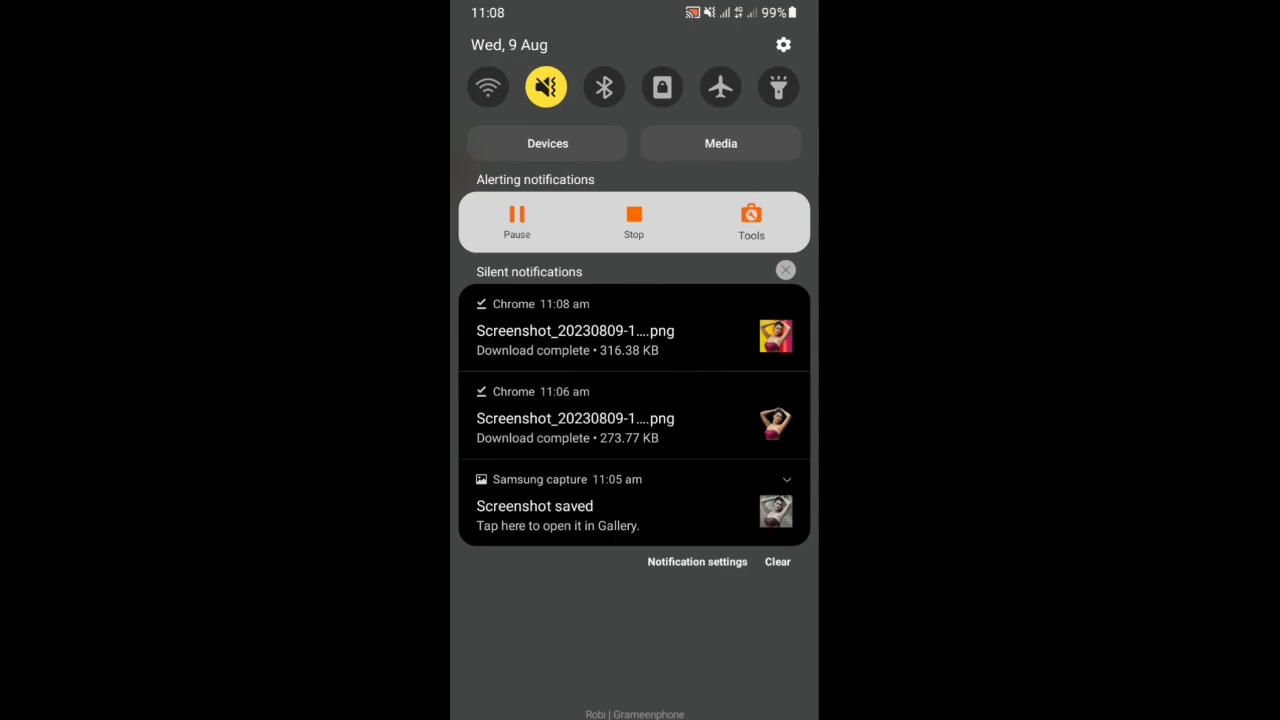 11:08
4G 99%
Wed, 9 Aug
Devices Media
Alerting notifications
Pause Stop Tools
Silent notifications
Chrome 11:08 am
Screenshot_20230809-1....png
Download complete • 316.38 KB
Chrome 11:06 am
Screenshot_20230809-1....png
Download complete • 273.77 KB
Samsung capture 11:05 am
Screenshot saved
Tap here to open it in Gallery.
Notification settings Clear
Robi | Grameenphone